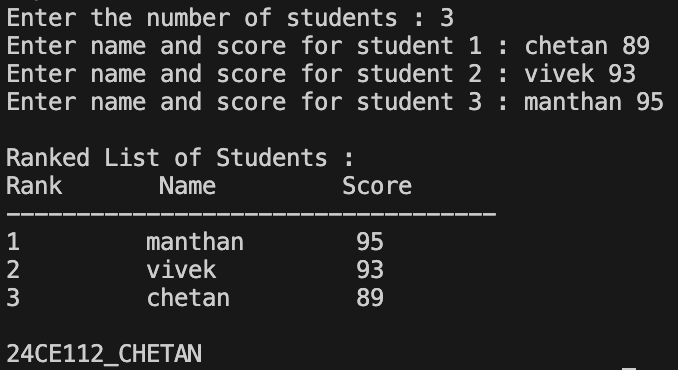 Enter the number of students : 3
Enter name and score for student 1 : chetan 89
Enter name and score for student 2 : vivek 93
Enter name and score for student 3 : manthan 95
Ranked List of Students :
Rank       Name         Score
-----------------------------------
1         manthan        95
2         vivek          93
3         chetan         89
24CE112_CHETAN